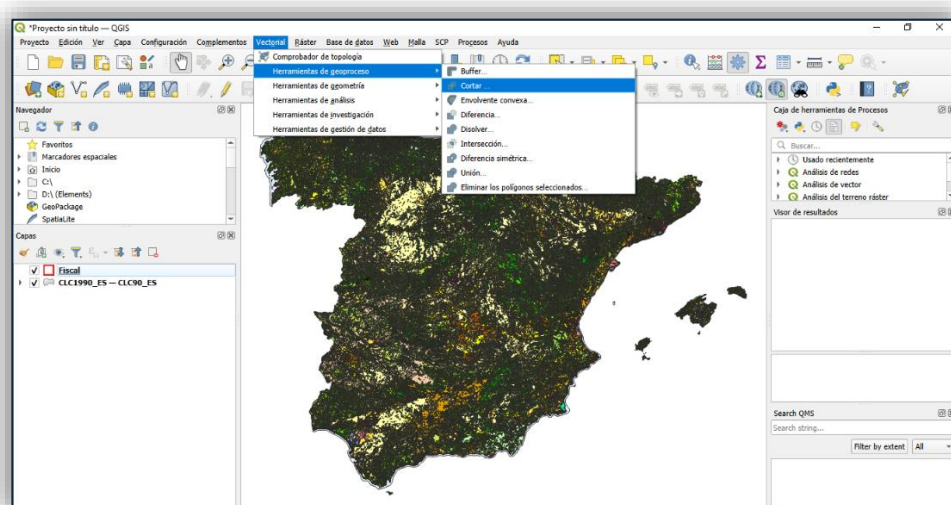 *Proyecto sin título — QGIS
Proyecto Edición Ver Capa Configuración Complementos Vectorial Ráster Base de datos Web Malla SCP Procesos Ayuda
Comprobador de topología
Herramientas de geoproceso
Herramientas de geometría
Herramientas de análisis
Herramientas de investigación
Herramientas de gestión de datos
Buffer...
Cortar ...
Envolvente convexa...
Diferencia...
Disolver...
Intersección...
Diferencia simétrica...
Unión...
Eliminar los polígonos seleccionados...
Navegador
Favoritos
Marcadores espaciales
Inicio
C:\
D:\ (Elements)
GeoPackage
SpatiaLite
Capas
Fiscal
CLC1990_ES — CLC90_ES
Caja de herramientas de Procesos
Buscar...
Usado recientemente
Análisis de redes
Análisis de vector
Análisis del terreno ráster
Visor de resultados
Search QMS
Search string...
Filter by extent All